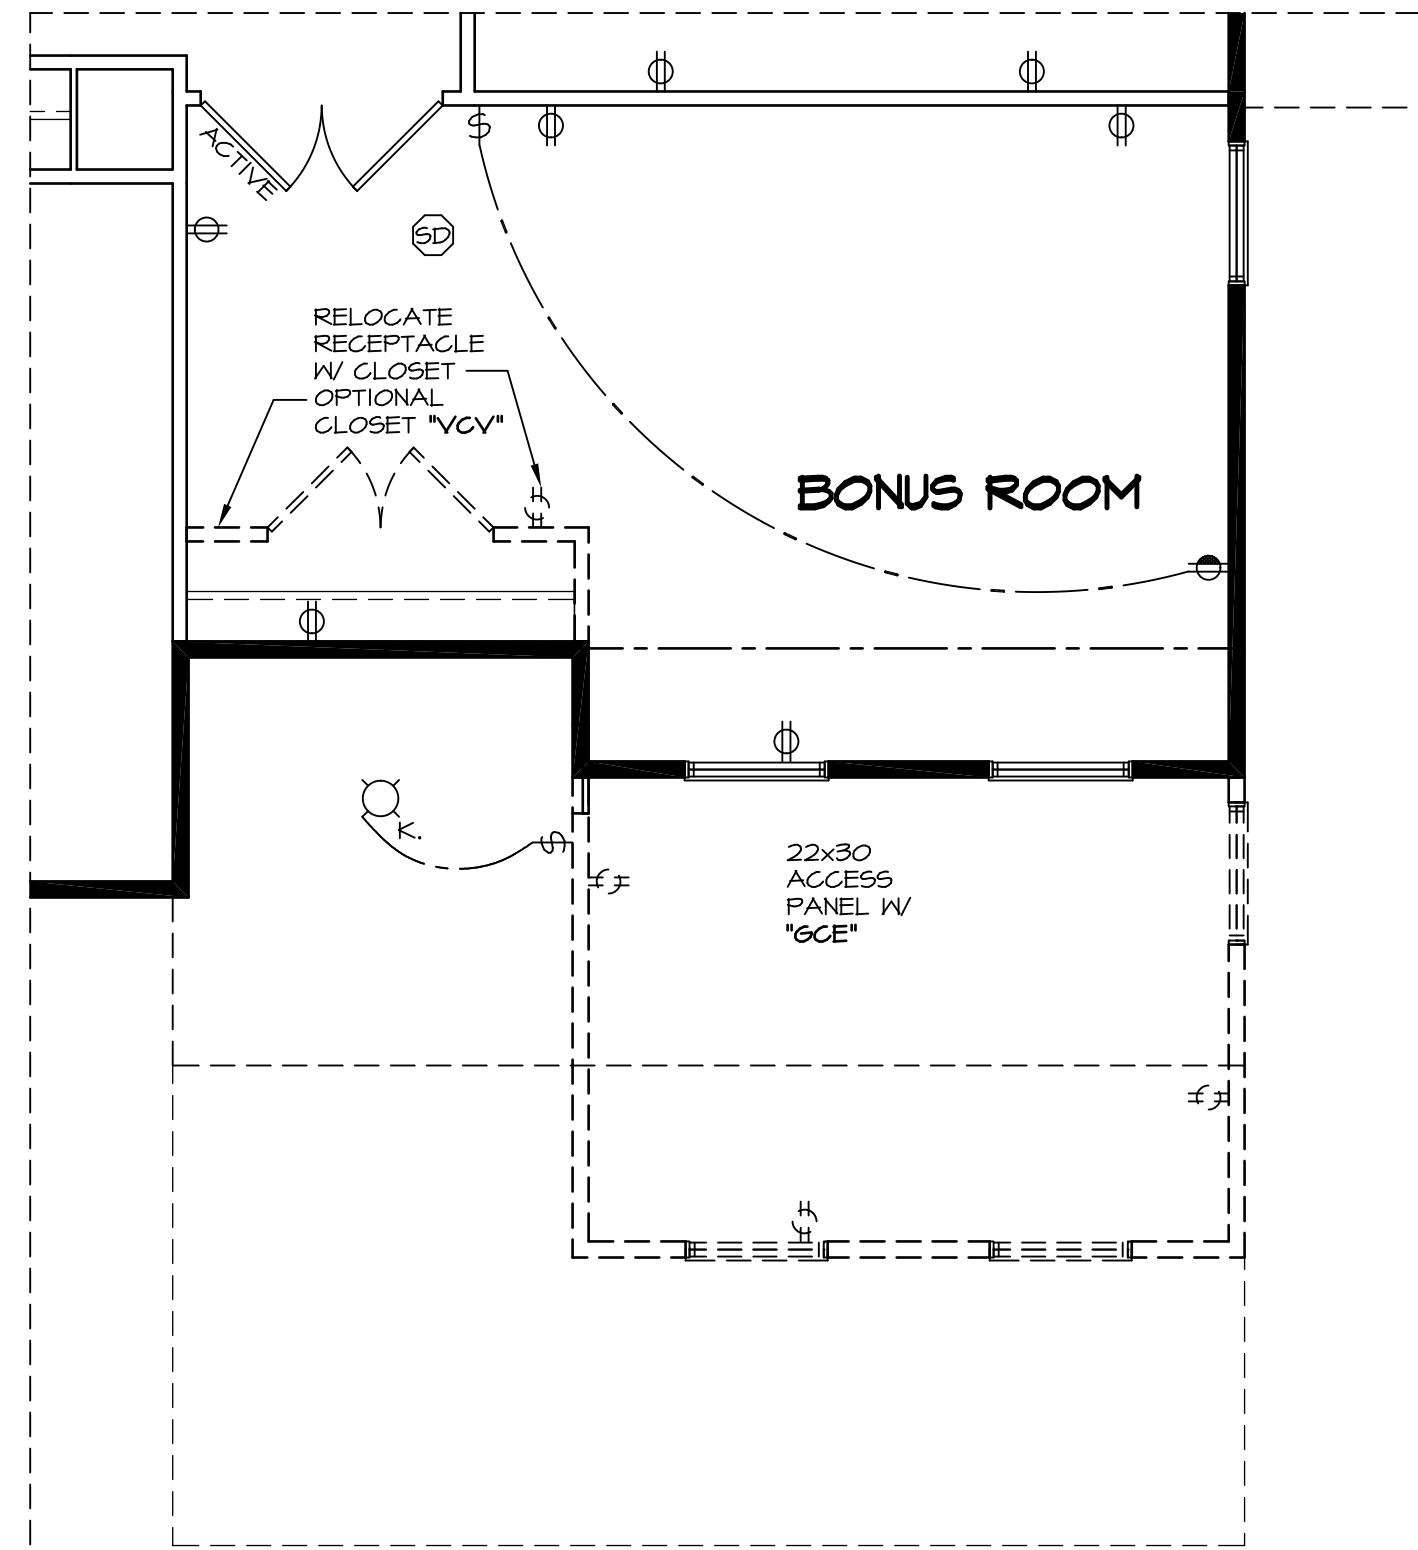 ACTIVE
S
SD
RELOCATE
RECEPTACLE
W/ CLOSET
OPTIONAL
CLOSET "VCV"
BONUS ROOM
K.
S
22x30
ACCESS
PANEL W/
"GCE"